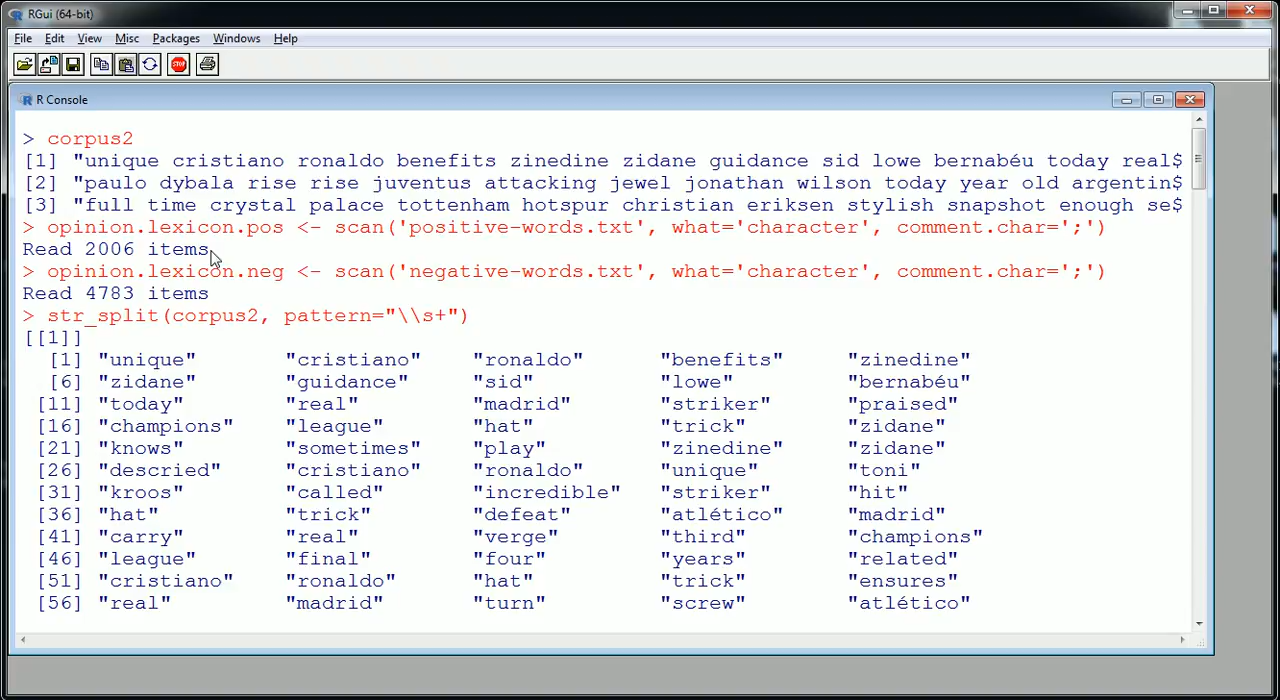 RGui (64-bit)
File Edit View Misc Packages Windows Help
STOP
R Console
> corpus2
[1] "unique cristiano ronaldo benefits zinedine zidane guidance sid lowe bernabéu today real$
[2] "paulo dybala rise rise juventus attacking jewel jonathan wilson today year old argentin$
[3] "full time crystal palace tottenham hotspur christian eriksen stylish snapshot enough se$
> opinion.lexicon.pos <- scan('positive-words.txt', what='character', comment.char=';')
Read 2006 items
> opinion.lexicon.neg <- scan('negative-words.txt', what='character', comment.char=';')
Read 4783 items
> str_split(corpus2, pattern="\\s+")
[[1]]
[1] "unique" "cristiano" "ronaldo" "benefits" "zinedine"
[6] "zidane" "guidance" "sid" "lowe" "bernabéu"
[11] "today" "real" "madrid" "striker" "praised"
[16] "champions" "league" "hat" "trick" "zidane"
[21] "knows" "sometimes" "play" "zinedine" "zidane"
[26] "descried" "cristiano" "ronaldo" "unique" "toni"
[31] "kroos" "called" "incredible" "striker" "hit"
[36] "hat" "trick" "defeat" "atlético" "madrid"
[41] "carry" "real" "verge" "third" "champions"
[46] "league" "final" "four" "years" "related"
[51] "cristiano" "ronaldo" "hat" "trick" "ensures"
[56] "real" "madrid" "turn" "screw" "atlético"